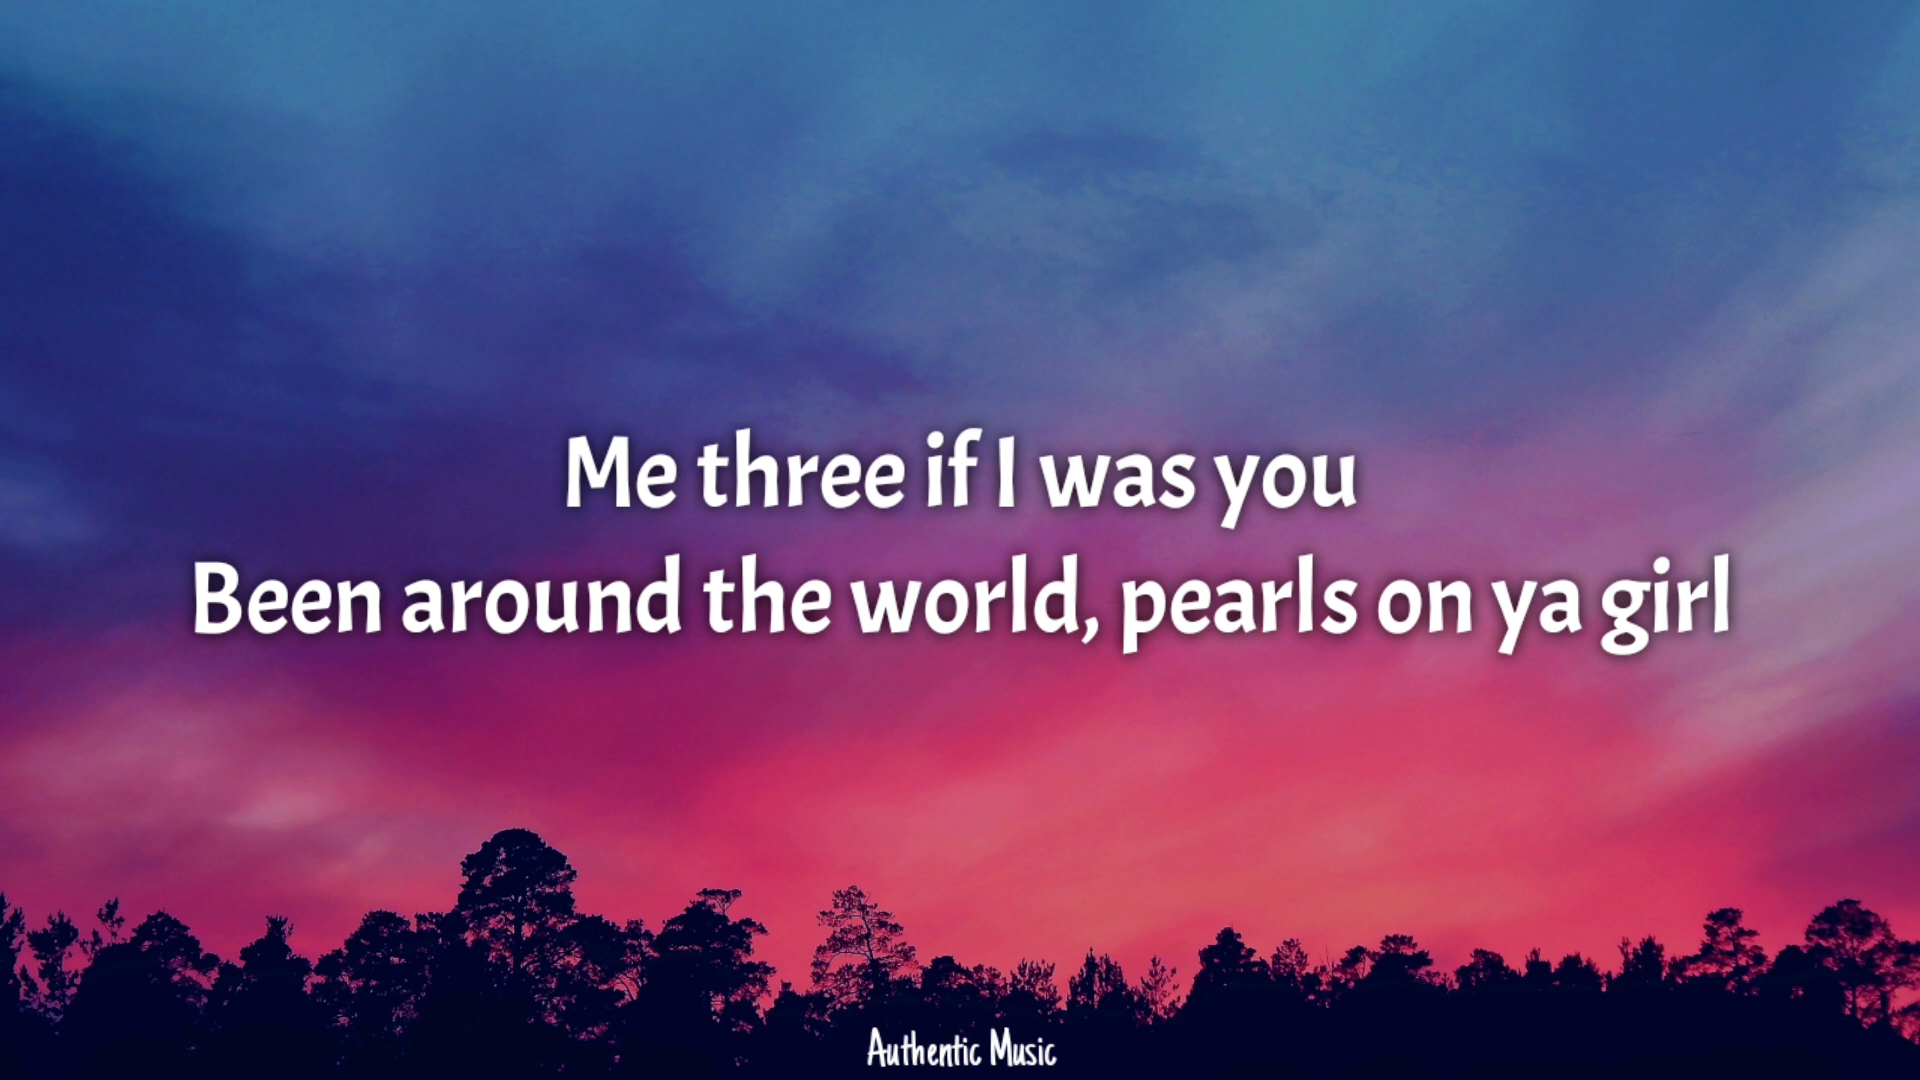 Me three if I was you
Been around the world, pearls on ya girl
Authentic Music